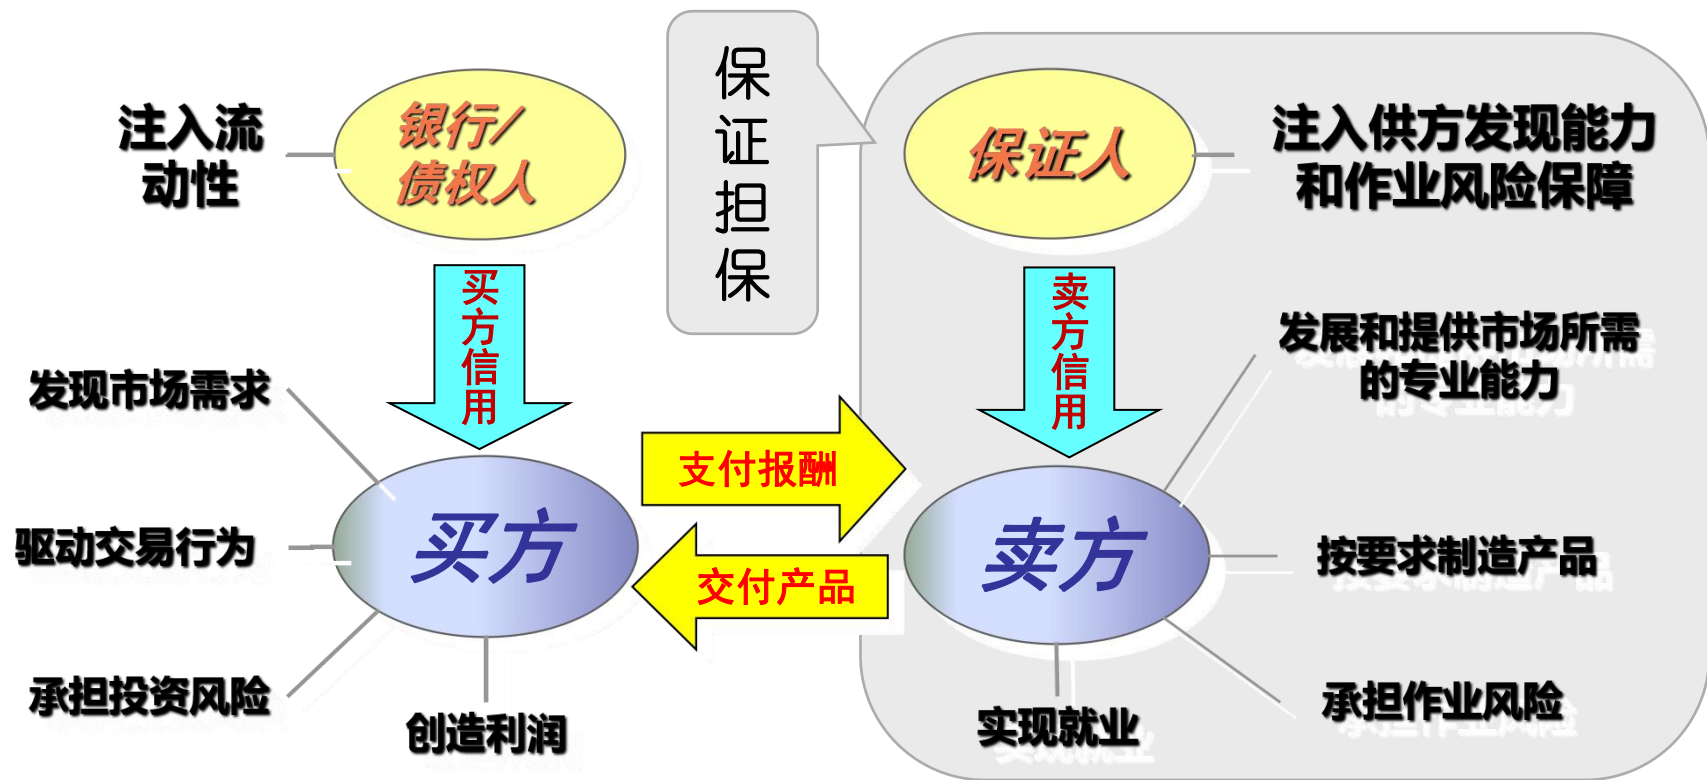 保证担保
注入流
动性
银行/
债权人
保证人
注入供方发现能力
和作业风险保障
买方信用
卖方信用
发现市场需求
发展和提供市场所需
的专业能力
支付报酬
驱动交易行为
买方
卖方
按要求制造产品
交付产品
承担投资风险
创造利润
实现就业
承担作业风险